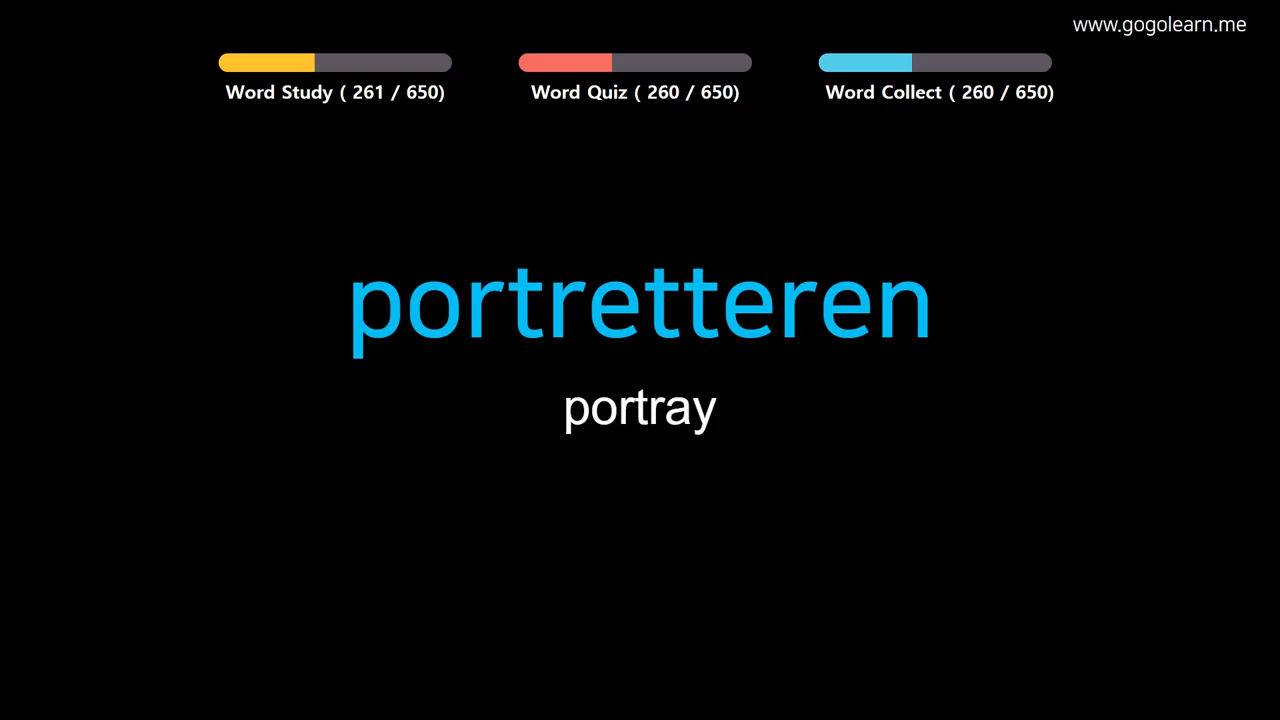 www.gogolearn.me
Word Study ( 261 / 650)
Word Quiz ( 260 / 650)
Word Collect ( 260 / 650)
portretteren
portray